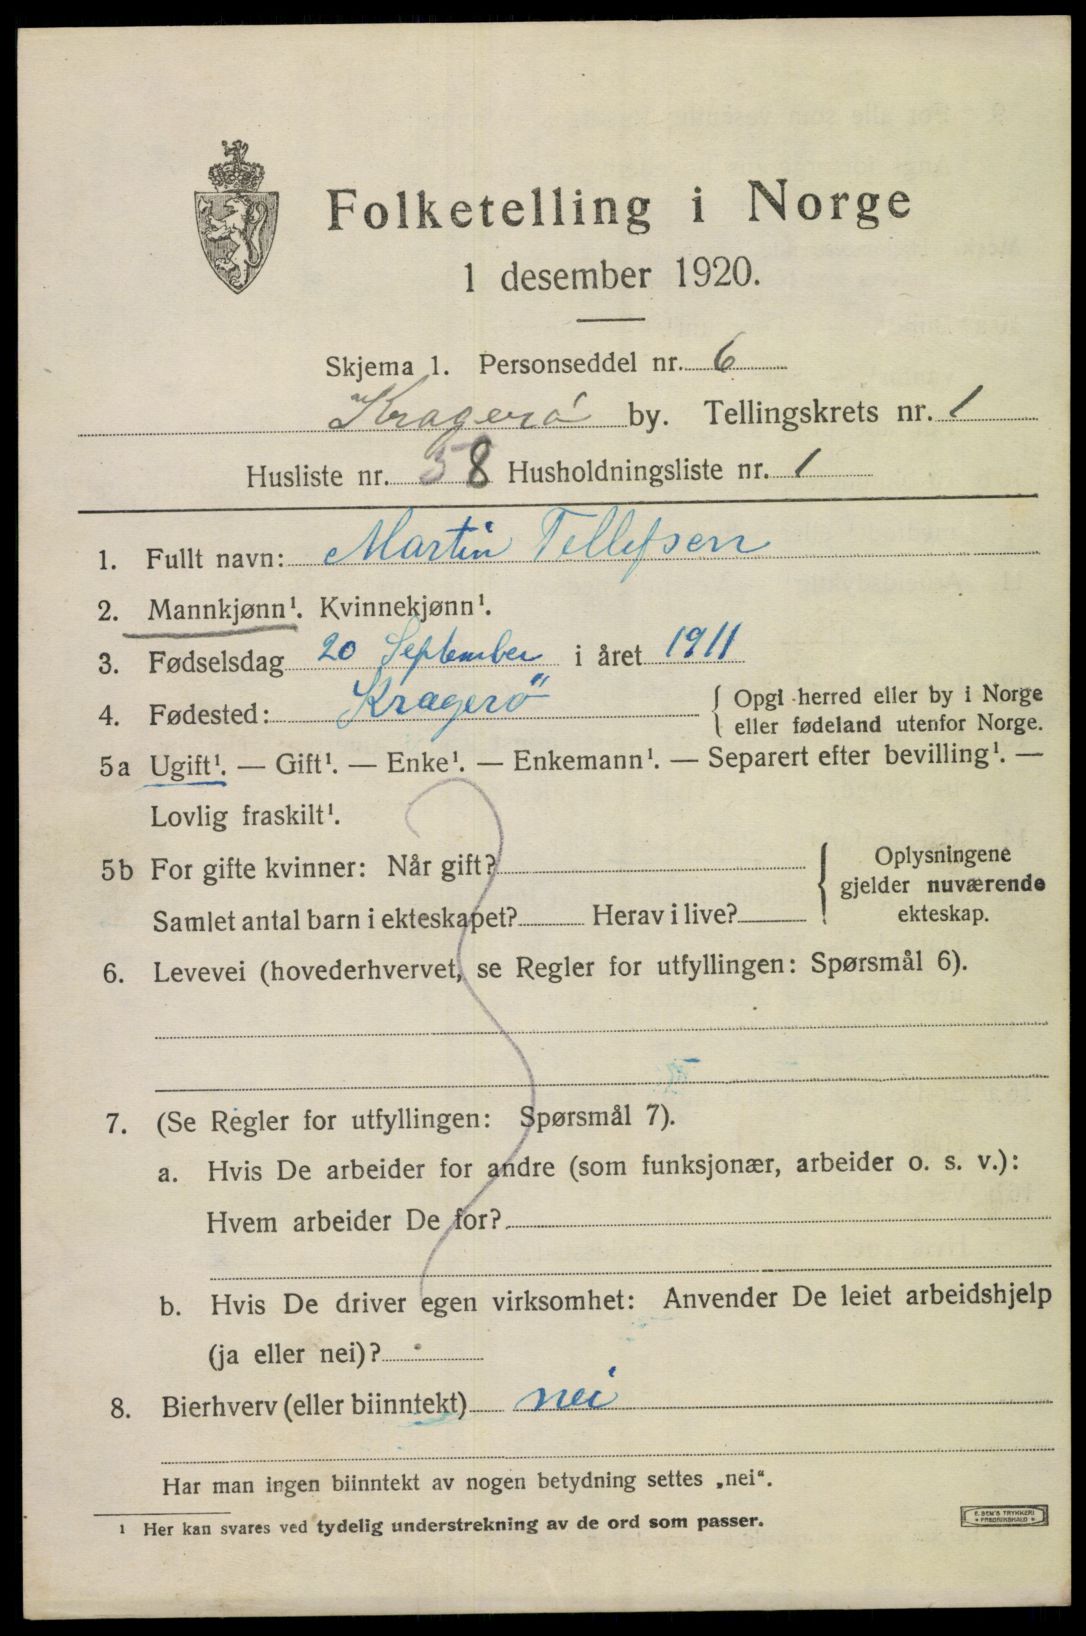 Folketelling i Norge
1 desember 1920.
Skjema 1. Personseddel nr. 6
Kragerö by. Tellingskrets nr. 1
Husliste nr. 58 Husholdningsliste nr. 1
1. Fullt navn: Martin Tellefsen
2. Mannkjønn¹. Kvinnekjønn¹.
3. Fødselsdag 20 September i året 1911
4. Fødested: Kragerö { Opgi herred eller by i Norge
eller fødeland utenfor Norge.
5a Ugift¹. — Gift¹. — Enke¹. — Enkemann¹. — Separert efter bevilling¹. —
Lovlig fraskilt¹.
5b For gifte kvinner: Når gift?
Samlet antal barn i ekteskapet? Herav i live?
} Oplysningene
gjelder nuværende
ekteskap.
6. Levevei (hovederhvervet, se Regler for utfyllingen: Spørsmål 6).
7. (Se Regler for utfyllingen: Spørsmål 7).
a. Hvis De arbeider for andre (som funksjonær, arbeider o. s. v.):
Hvem arbeider De for?
b. Hvis De driver egen virksomhet: Anvender De leiet arbeidshjelp
(ja eller nei)?
8. Bierhverv (eller biinntekt) nei
Har man ingen biinntekt av nogen betydning settes „nei“.
¹ Her kan svares ved tydelig understrekning av de ord som passer.